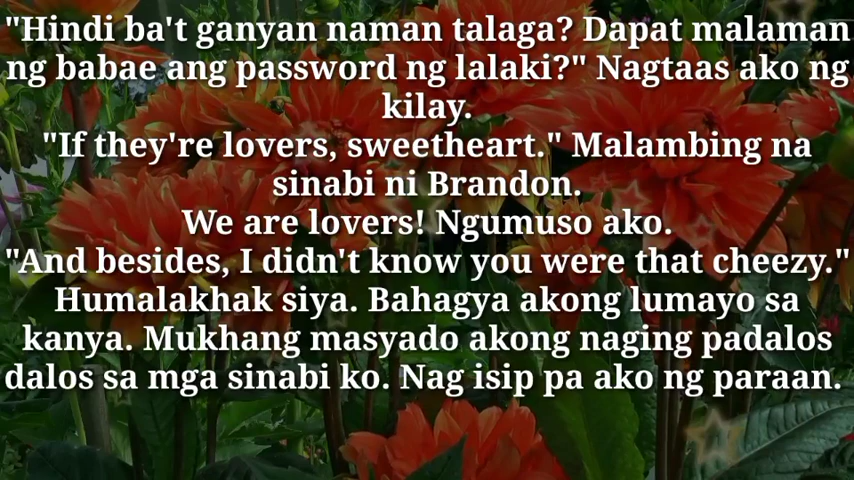 "Hindi ba't ganyan naman talaga? Dapat malaman
ng babae ang password ng lalaki?" Nagtaas ako ng
kilay.
"If they're lovers, sweetheart." Malambing na
sinabi ni Brandon.
We are lovers! Ngumuso ako.
"And besides, I didn't know you were that cheezy."
Humalakhak siya. Bahagya akong lumayo sa
kanya. Mukhang masyado akong naging padalos
dalos sa mga sinabi ko. Nag isip pa ako ng paraan.